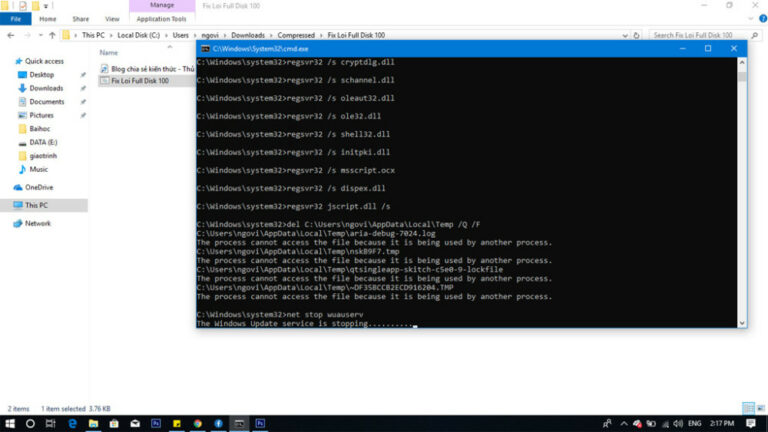 Manage
Fix Loi Full Disk 100
File
Home
Share
View
Application Tools
This PC
Local Disk (C:)
Users
ngovi
Downloads
Compressed
Fix Loi Full Disk 100
Search Fix Loi Full Disk 100
Quick access
Desktop
Downloads
Documents
Pictures
Baihoc
DATA (E:)
giaotrinh
Music
OneDrive
This PC
Network
Name
Blog chia sẻ kiến thức - Thủ
Fix Loi Full Disk 100
C:\Windows\System32\cmd.exe
C:\Windows\system32>regsvr32 /s cryptdlg.dll
C:\Windows\system32>regsvr32 /s schannel.dll
C:\Windows\system32>regsvr32 /s oleaut32.dll
C:\Windows\system32>regsvr32 /s ole32.dll
C:\Windows\system32>regsvr32 /s shell32.dll
C:\Windows\system32>regsvr32 /s initpki.dll
C:\Windows\system32>regsvr32 /s msscript.ocx
C:\Windows\system32>regsvr32 /s dispex.dll
C:\Windows\system32>regsvr32 jscript.dll /s
C:\Windows\system32>del C:\Users\ngovi\AppData\Local\Temp /Q /F
C:\Users\ngovi\AppData\Local\Temp\aria-debug-7024.log
The process cannot access the file because it is being used by another process.
C:\Users\ngovi\AppData\Local\Temp\nskB9F7.tmp
The process cannot access the file because it is being used by another process.
C:\Users\ngovi\AppData\Local\Temp\qtsingleapp-skitch-c5e0-9-lockfile
The process cannot access the file because it is being used by another process.
C:\Users\ngovi\AppData\Local\Temp\~DF35BCCB2ECD916204.TMP
The process cannot access the file because it is being used by another process.
C:\Windows\system32>net stop wuauserv
The Windows Update service is stopping..........
2 items
1 item selected 3.76 KB
ENG
2:17 PM